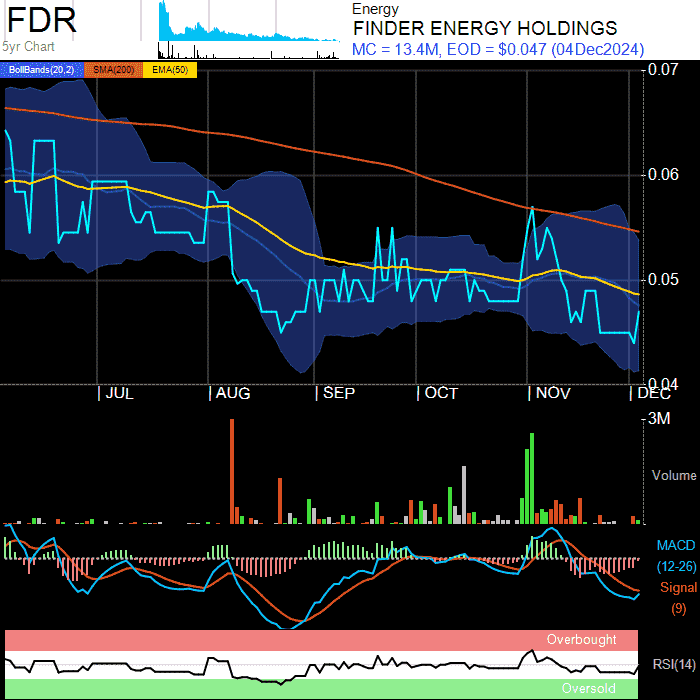 FDR
5yr Chart
Energy
FINDER ENERGY HOLDINGS
MC = 13.4M, EOD = $0.047 (04Dec2024)
BollBands(20,2) SMA(200) EMA(50)
0.07
0.06
0.05
0.04
JUL AUG SEP OCT NOV DEC
3M
Volume
MACD
(12-26)
Signal
(9)
Overbought
RSI(14)
Oversold